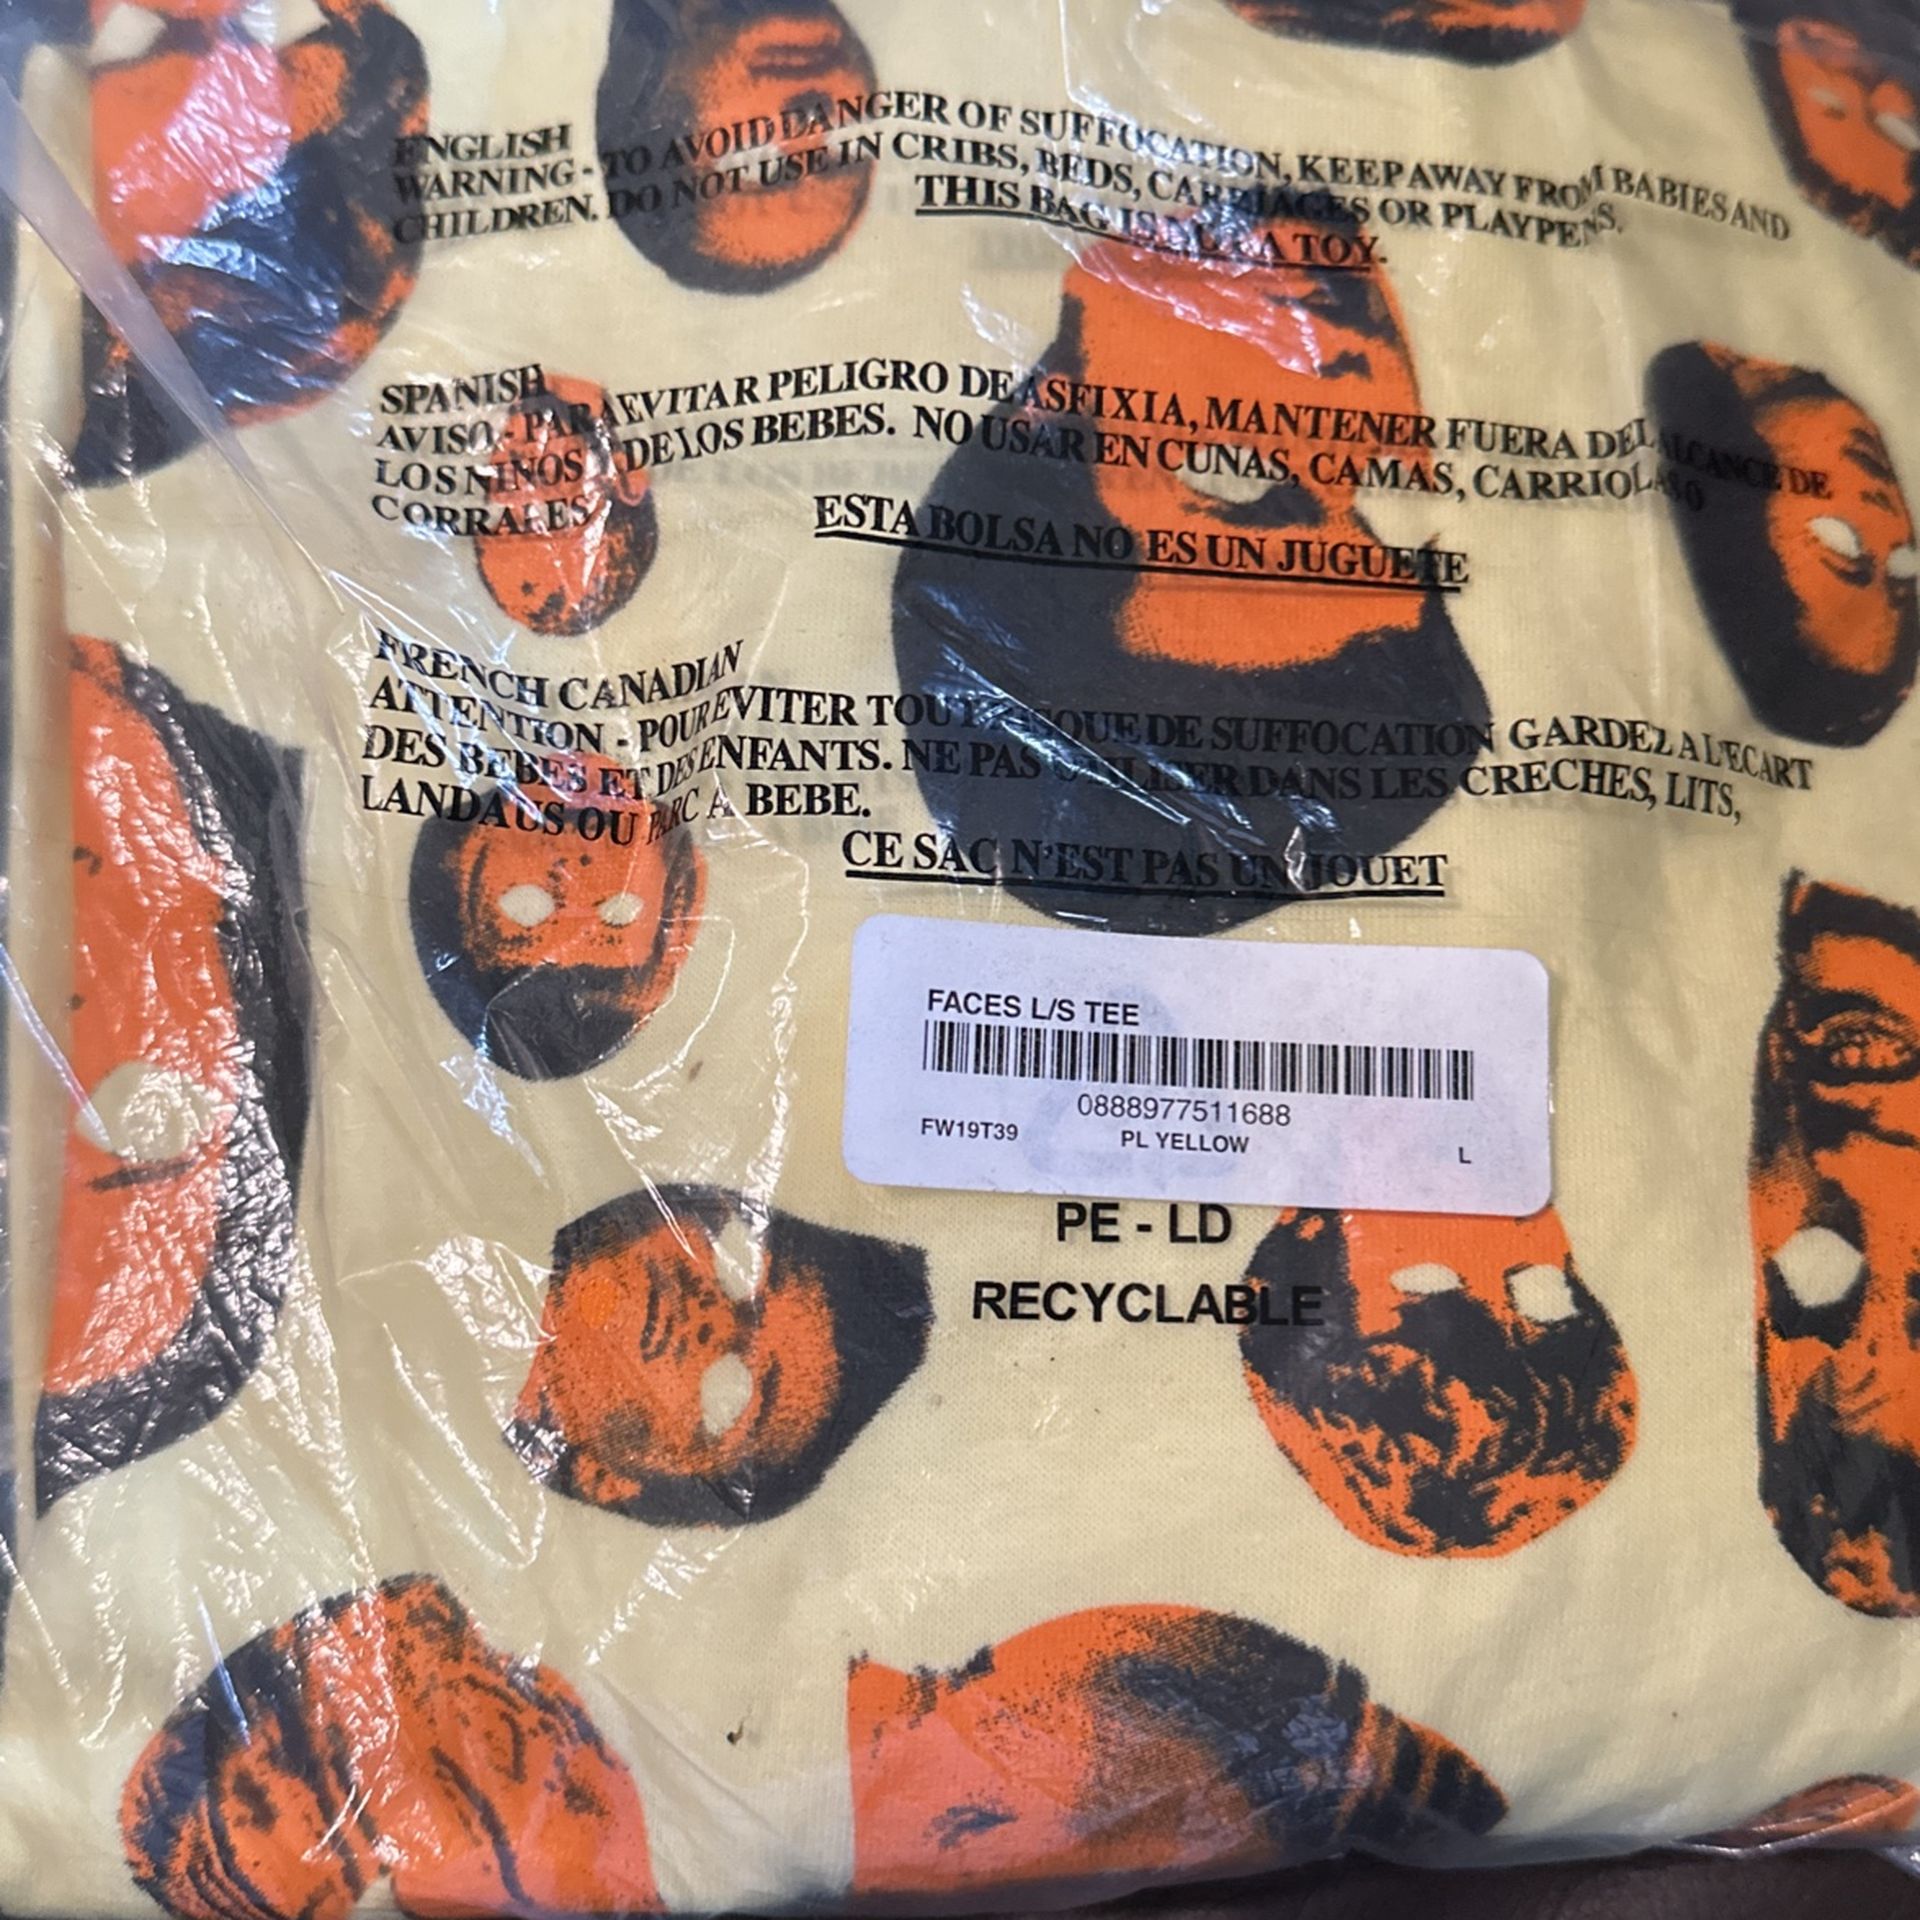 ENGLISH
WARNING - TO AVOID DANGER OF SUFFOCATION, KEEP AWAY FROM BABIES AND
CHILDREN. DO NOT USE IN CRIBS, BEDS, CARRIAGES OR PLAYPENS.
THIS BAG IS NOT A TOY.
SPANISH
AVISO - PARA EVITAR PELIGRO DE ASFIXIA, MANTENER FUERA DEL ALCANCE DE
LOS NINOS Y DE LOS BEBES. NO USAR EN CUNAS, CAMAS, CARRIOLAS O
CORRALES
ESTA BOLSA NO ES UN JUGUETE
FRENCH CANADIAN
ATTENTION - POUR EVITER TOUT RISQUE DE SUFFOCATION GARDEZ A L'ECART
DES BEBES ET DES ENFANTS. NE PAS UTILISER DANS LES CRECHES, LITS,
LANDAUS OU PARC A BEBE.
CE SAC N'EST PAS UN JOUET
FACES L/S TEE
0888977511688
FW19T39 PL YELLOW L
PE - LD
RECYCLABLE